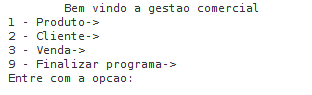 Bem vindo a gestao comercial
1 - Produto->
2 - Cliente->
3 - Venda->
9 - Finalizar programa->
Entre com a opcao: